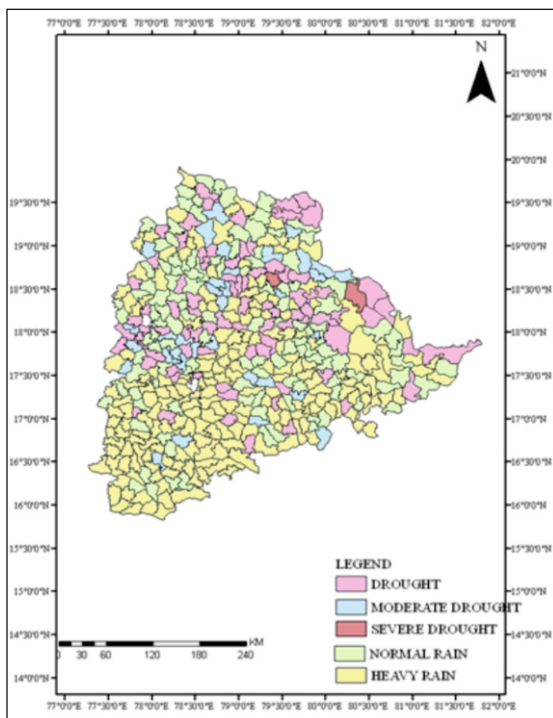 77°0'0"E 77°30'0"E 78°0'0"E 78°30'0"E 79°0'0"E 79°30'0"E 80°0'0"E 80°30'0"E 81°0'0"E 81°30'0"E 82°0'0"E
N
21°0'0"N
20°30'0"N
20°0'0"N
19°30'0"N 19°30'0"N
19°0'0"N 19°0'0"N
18°30'0"N 18°30'0"N
18°0'0"N 18°0'0"N
17°30'0"N 17°30'0"N
17°0'0"N 17°0'0"N
16°30'0"N 16°30'0"N
16°0'0"N 16°0'0"N
15°30'0"N 15°30'0"N
15°0'0"N 15°0'0"N
14°30'0"N 14°30'0"N
14°0'0"N 14°0'0"N
LEGEND
DROUGHT
MODERATE DROUGHT
SEVERE DROUGHT
NORMAL RAIN
HEAVY RAIN
KM
0 30 60 120 180 240
77°0'0"E 77°30'0"E 78°0'0"E 78°30'0"E 79°0'0"E 79°30'0"E 80°0'0"E 80°30'0"E 81°0'0"E 81°30'0"E 82°0'0"E